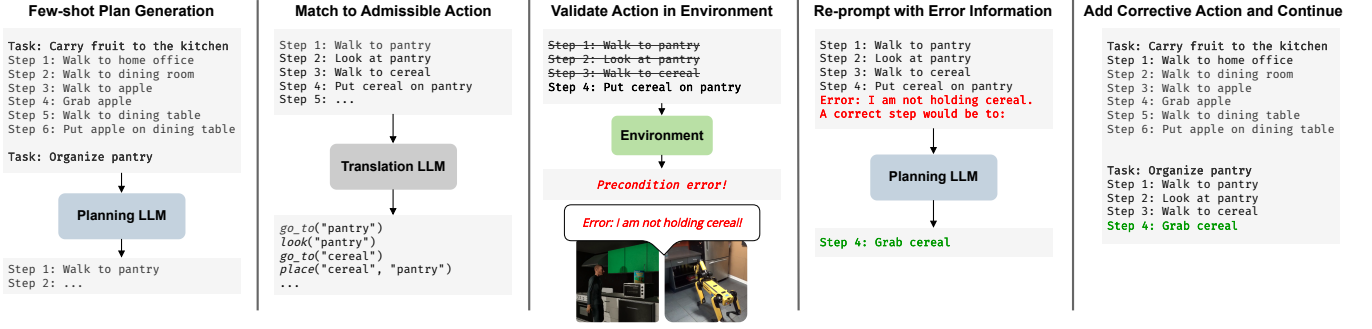 Few-shot Plan Generation
Task: Carry fruit to the kitchen
Step 1: Walk to home office
Step 2: Walk to dining room
Step 3: Walk to apple
Step 4: Grab apple
Step 5: Walk to dining table
Step 6: Put apple on dining table
Task: Organize pantry
Planning LLM
Step 1: Walk to pantry
Step 2: ...
Match to Admissible Action
Step 1: Walk to pantry
Step 2: Look at pantry
Step 3: Walk to cereal
Step 4: Put cereal on pantry
Step 5: ...
Translation LLM
go_to("pantry")
look("pantry")
go_to("cereal")
place("cereal", "pantry")
...
Validate Action in Environment
Step 1: Walk to pantry
Step 2: Look at pantry
Step 3: Walk to cereal
Step 4: Put cereal on pantry
Environment
Precondition error!
Error: I am not holding cereal!
Re-prompt with Error Information
Step 1: Walk to pantry
Step 2: Look at pantry
Step 3: Walk to cereal
Step 4: Put cereal on pantry
Error: I am not holding cereal.
A correct step would be to:
Planning LLM
Step 4: Grab cereal
Add Corrective Action and Continue
Task: Carry fruit to the kitchen
Step 1: Walk to home office
Step 2: Walk to dining room
Step 3: Walk to apple
Step 4: Grab apple
Step 5: Walk to dining table
Step 6: Put apple on dining table
Task: Organize pantry
Step 1: Walk to pantry
Step 2: Look at pantry
Step 3: Walk to cereal
Step 4: Grab cereal